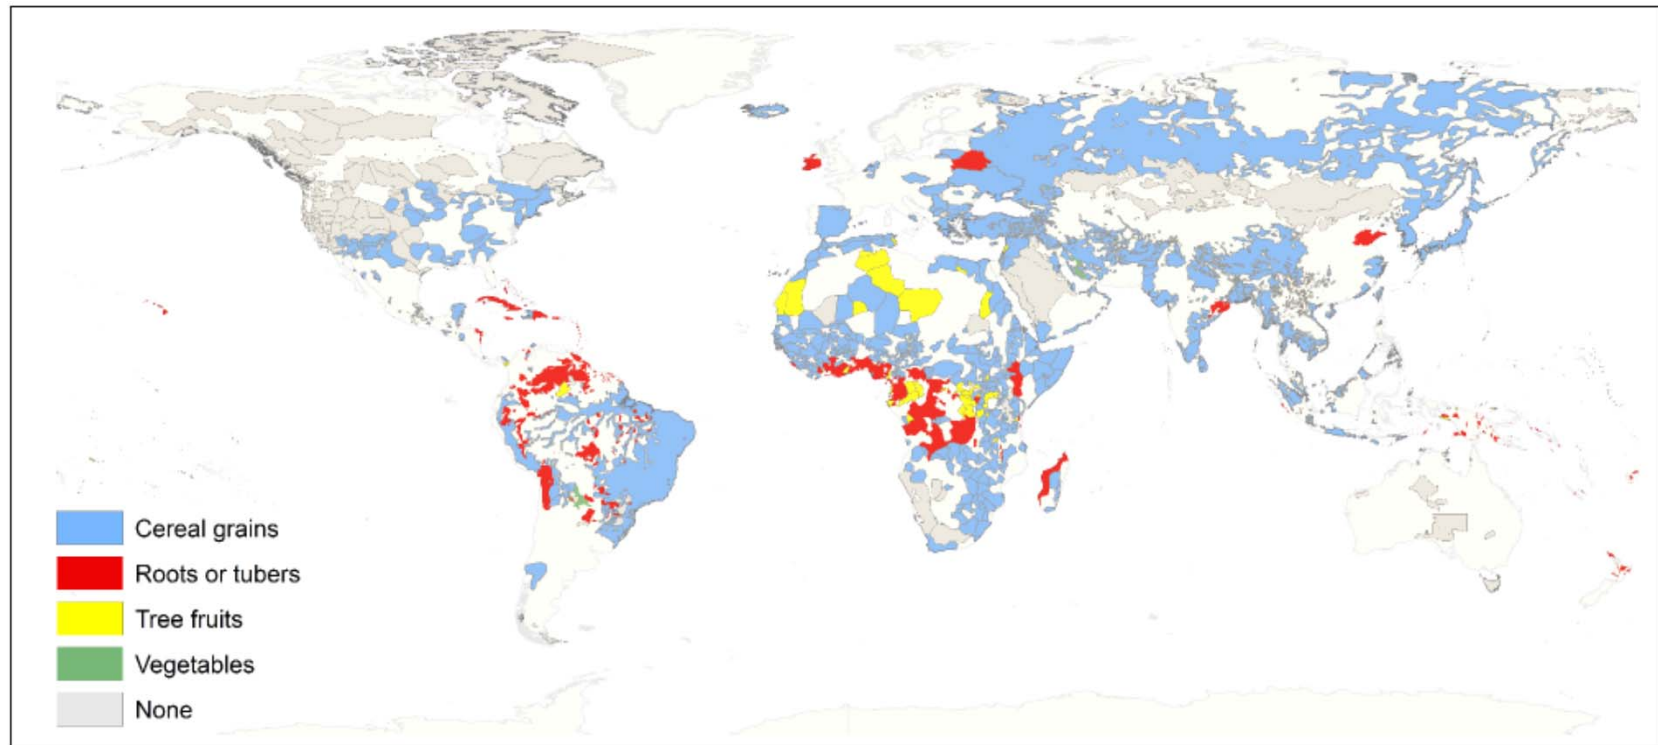 Cereal grains
Roots or tubers
Tree fruits
Vegetables
None